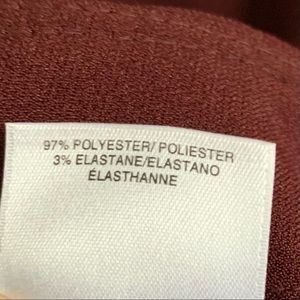 97% POLYESTER/ POLIESTER
3% ELASTANE/ELASTANO
ÉLASTHANNE